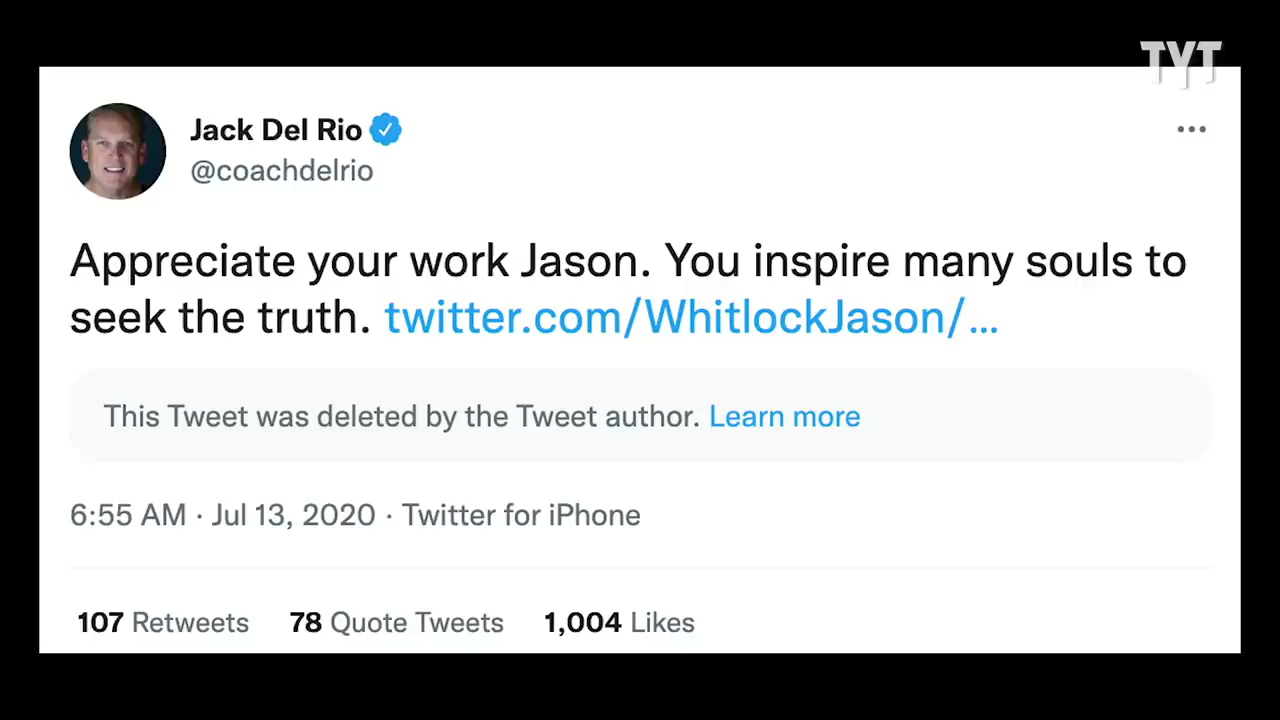 TYT
Jack Del Rio
@coachdelrio
Appreciate your work Jason. You inspire many souls to
seek the truth. twitter.com/WhitlockJason/...
This Tweet was deleted by the Tweet author. Learn more
6:55 AM · Jul 13, 2020 · Twitter for iPhone
107 Retweets 78 Quote Tweets 1,004 Likes